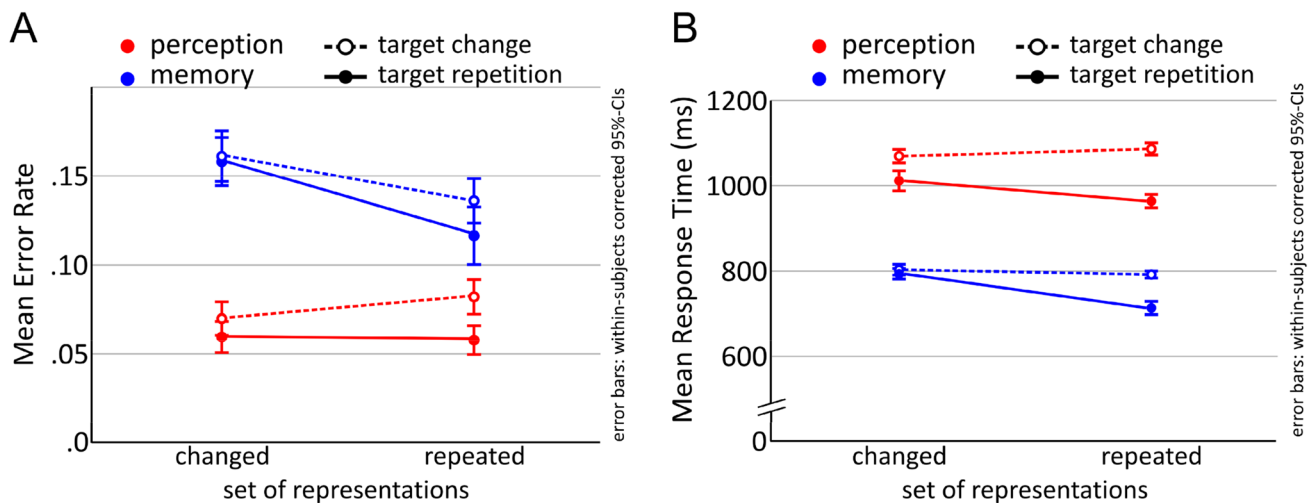 A
perception
target change
memory
target repetition
Mean Error Rate
.15
.10
.05
.0
changed
repeated
set of representations
error bars: within-subjects corrected 95%-CIs
B
perception
target change
memory
target repetition
Mean Response Time (ms)
1200
1000
800
600
0
changed
repeated
set of representations
error bars: within-subjects corrected 95%-CIs